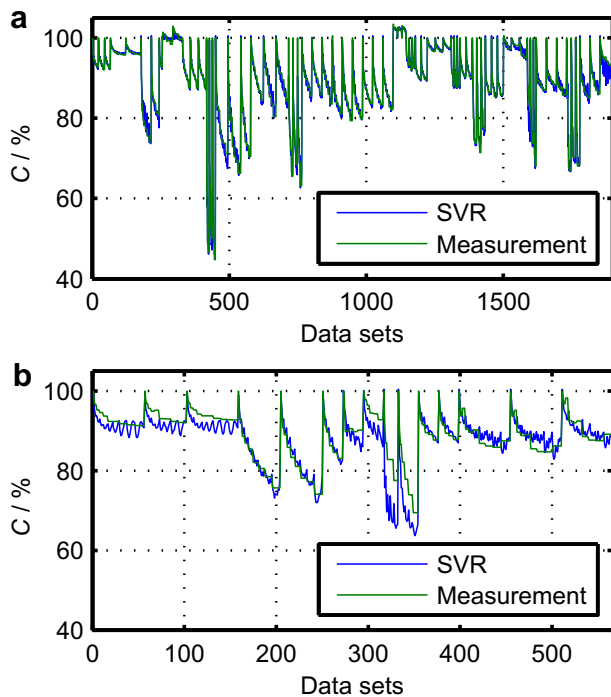 a
100
80
60
40
C / %
SVR
Measurement
0 500 1000 1500
Data sets
b
100
80
60
40
C / %
SVR
Measurement
0 100 200 300 400 500
Data sets